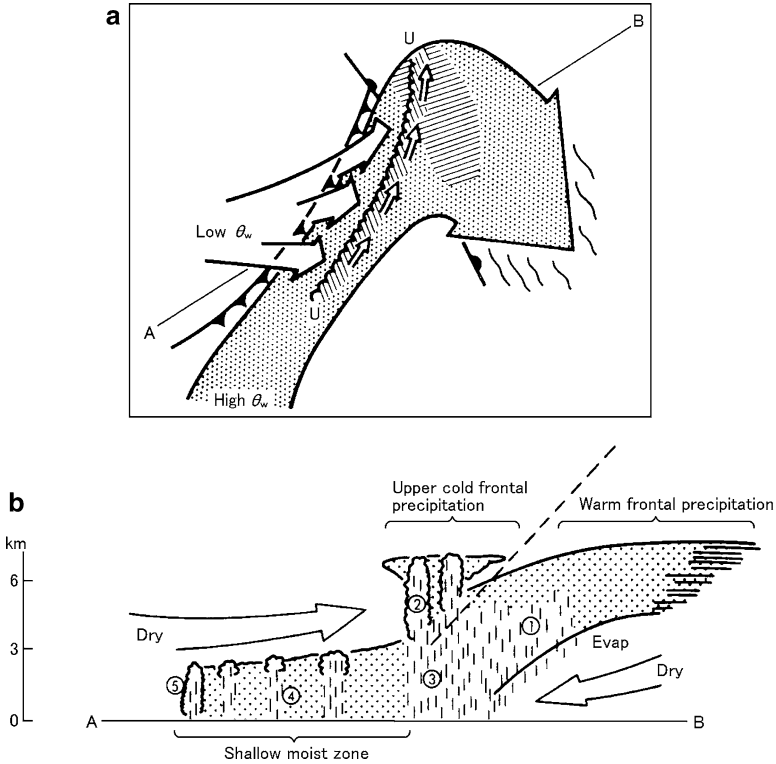 a
U
B
Low θw
A
U
High θw
b
Upper cold frontal
precipitation
Warm frontal precipitation
km
6
3
0
Dry
②
①
Evap
③
Dry
⑤
④
A
B
Shallow moist zone